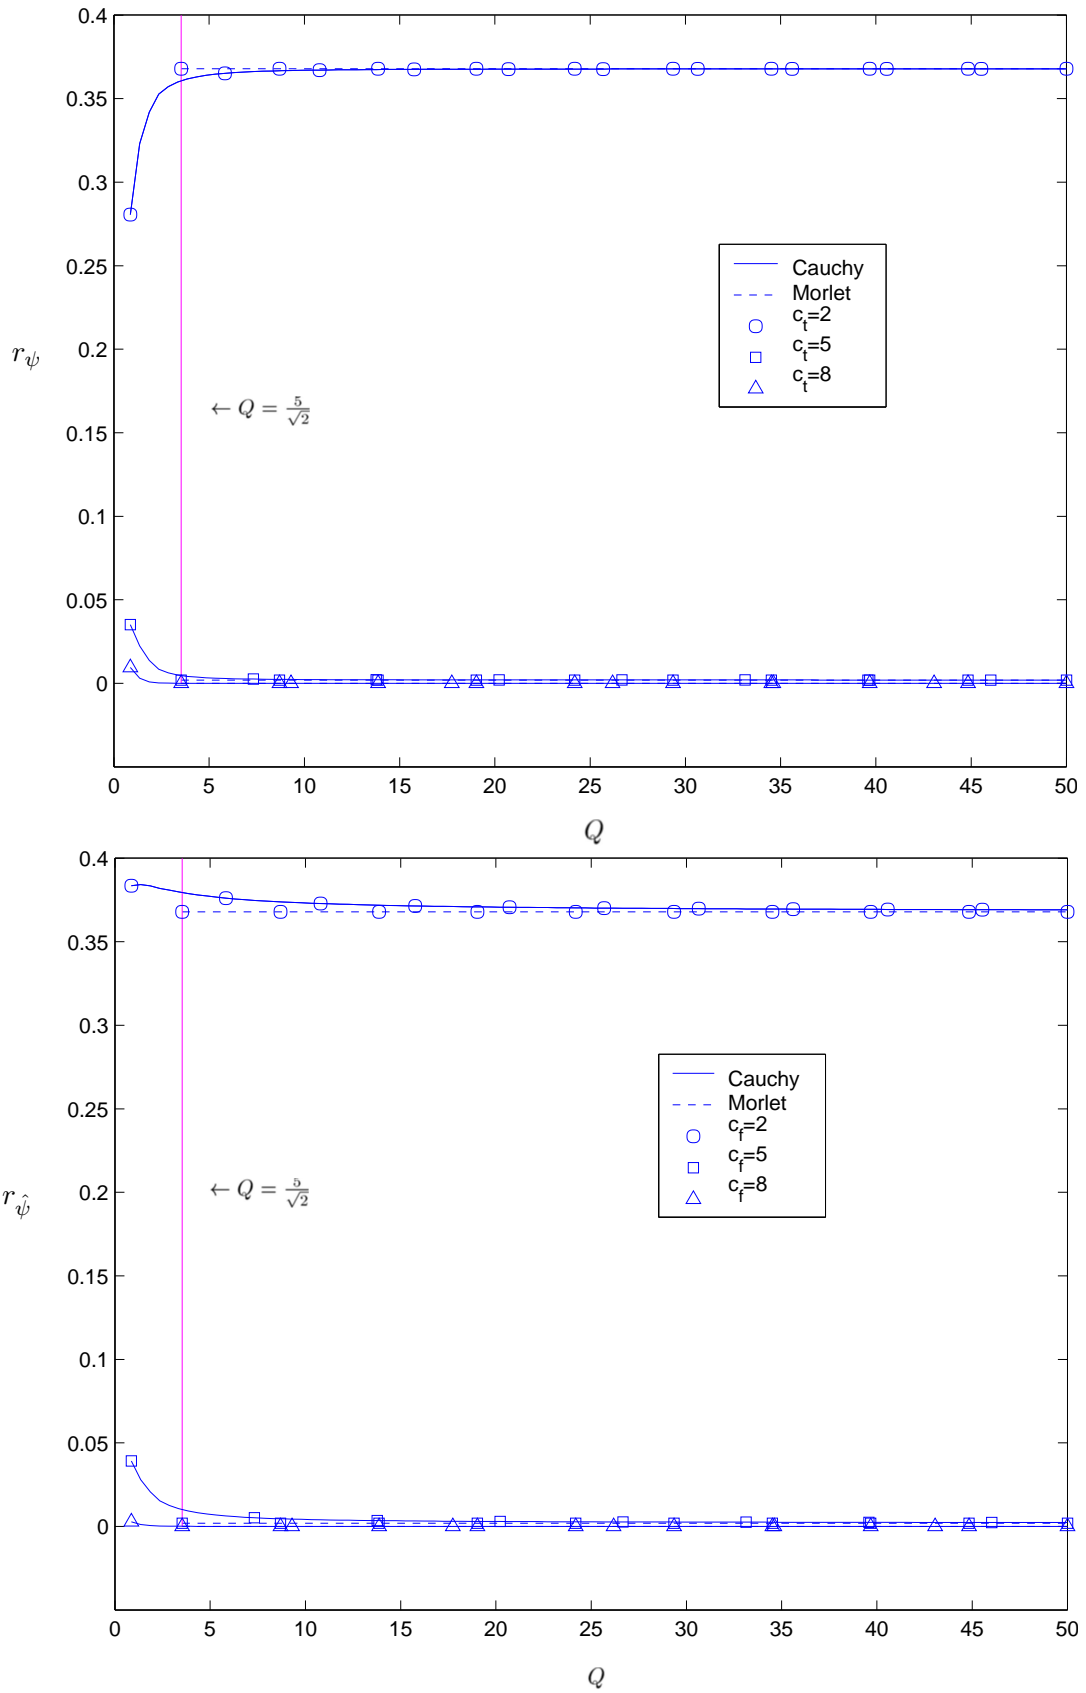 0.4
0.35
0.3
0.25
0.2
0.15
0.1
0.05
0
r_ψ
← Q = 5/√2
Cauchy
Morlet
c_t=2
c_t=5
c_t=8
0 5 10 15 20 25 30 35 40 45 50
Q
0.4
0.35
0.3
0.25
0.2
0.15
0.1
0.05
0
r_ψ̂
← Q = 5/√2
Cauchy
Morlet
c_f=2
c_f=5
c_f=8
0 5 10 15 20 25 30 35 40 45 50
Q